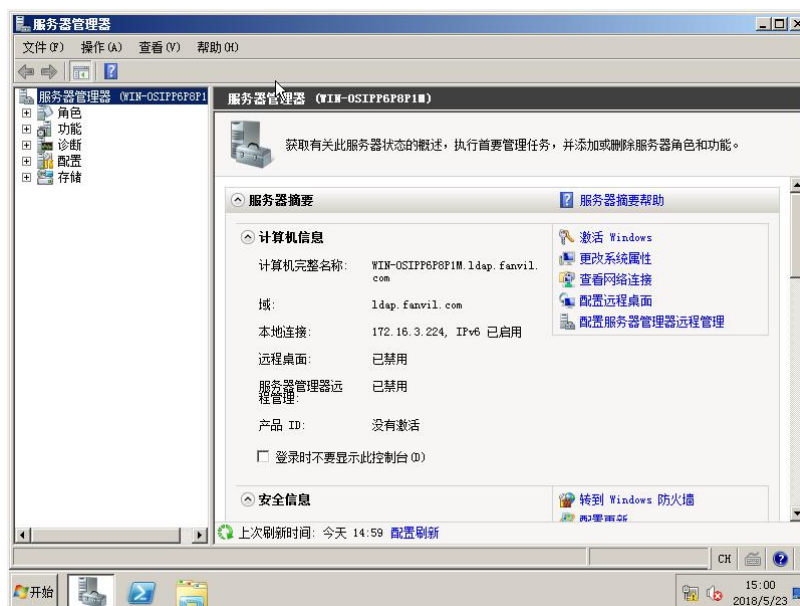 服务器管理器
文件(F) 操作(A) 查看(V) 帮助(H)
服务器管理器 (WIN-OSIPP6P8P1
角色
功能
诊断
配置
存储
服务器管理器 (WIN-OSIPP6P8P1M)
获取有关此服务器状态的概述，执行首要管理任务，并添加或删除服务器角色和功能。
服务器摘要
服务器摘要帮助
计算机信息
计算机完整名称: WIN-OSIPP6P8P1M.ldap.fanvil.
com
域: ldap.fanvil.com
本地连接: 172.16.3.224, IPv6 已启用
远程桌面: 已禁用
服务器管理器远
程管理: 已禁用
产品 ID: 没有激活
登录时不要显示此控制台(D)
激活 Windows
更改系统属性
查看网络连接
配置远程桌面
配置服务器管理器远程管理
安全信息
转到 Windows 防火墙
配置更新
上次刷新时间: 今天 14:59 配置刷新
CH
开始
15:00
2018/5/23